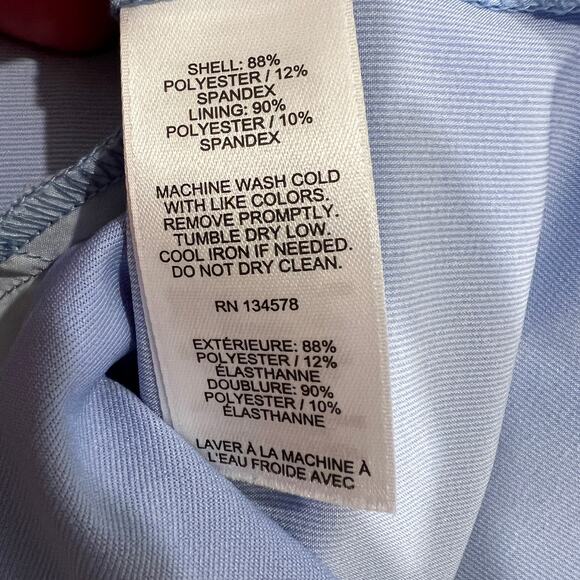 SHELL: 88%
POLYESTER / 12%
SPANDEX
LINING: 90%
POLYESTER / 10%
SPANDEX
MACHINE WASH COLD
WITH LIKE COLORS.
REMOVE PROMPTLY.
TUMBLE DRY LOW.
COOL IRON IF NEEDED.
DO NOT DRY CLEAN.
RN 134578
EXTÉRIEURE: 88%
POLYESTER / 12%
ÉLASTHANNE
DOUBLURE: 90%
POLYESTER / 10%
ÉLASTHANNE
LAVER À LA MACHINE À
L'EAU FROIDE AVEC